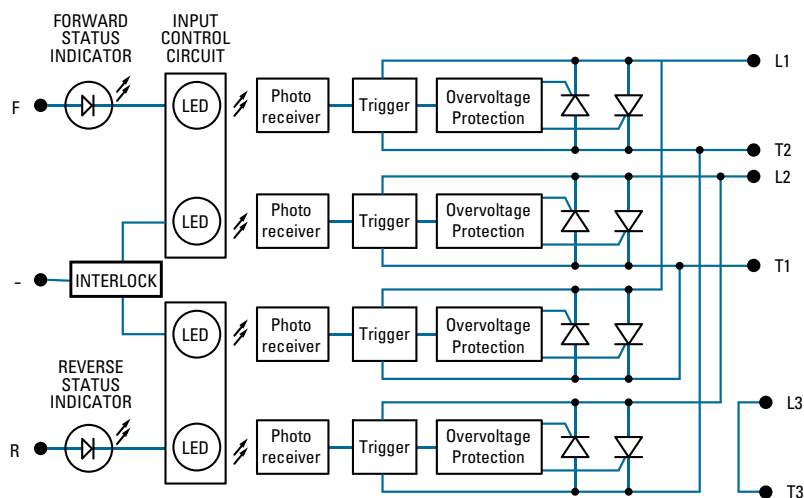 FORWARD
STATUS
INDICATOR
INPUT
CONTROL
CIRCUIT
F
LED
Photo
receiver
Trigger
Overvoltage
Protection
L1
T2
LED
Photo
receiver
Trigger
Overvoltage
Protection
L2
T1
-
INTERLOCK
LED
Photo
receiver
Trigger
Overvoltage
Protection
REVERSE
STATUS
INDICATOR
R
LED
Photo
receiver
Trigger
Overvoltage
Protection
L3
T3